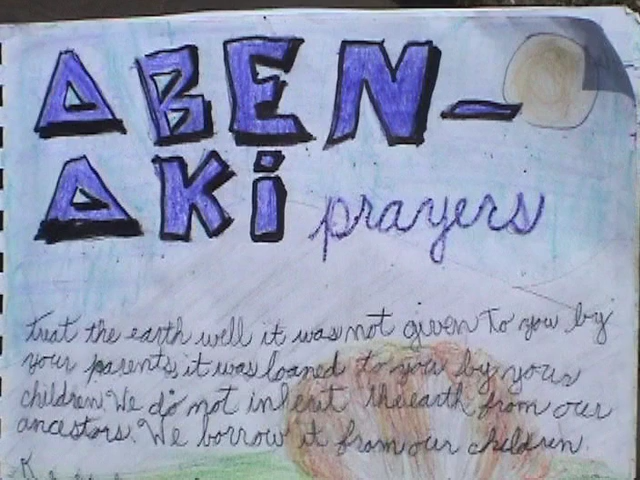 ABEN-
AKi prayers
treat the earth well it was not given To you by
your parents, it was loaned to you by your
children. We do not inherit the earth from our
ancestors. We borrow it from our children.
K